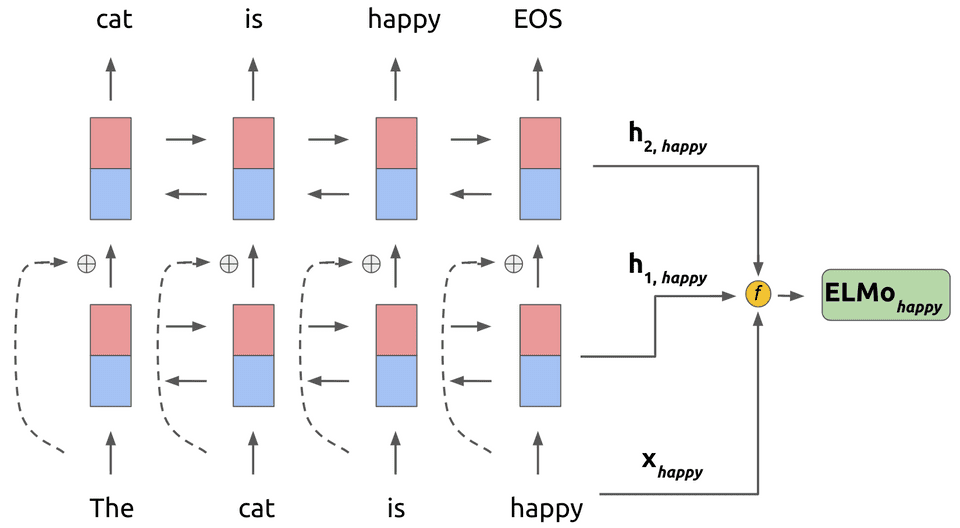 cat is happy EOS
h2, happy
h1, happy
f
ELMohappy
xhappy
The cat is happy